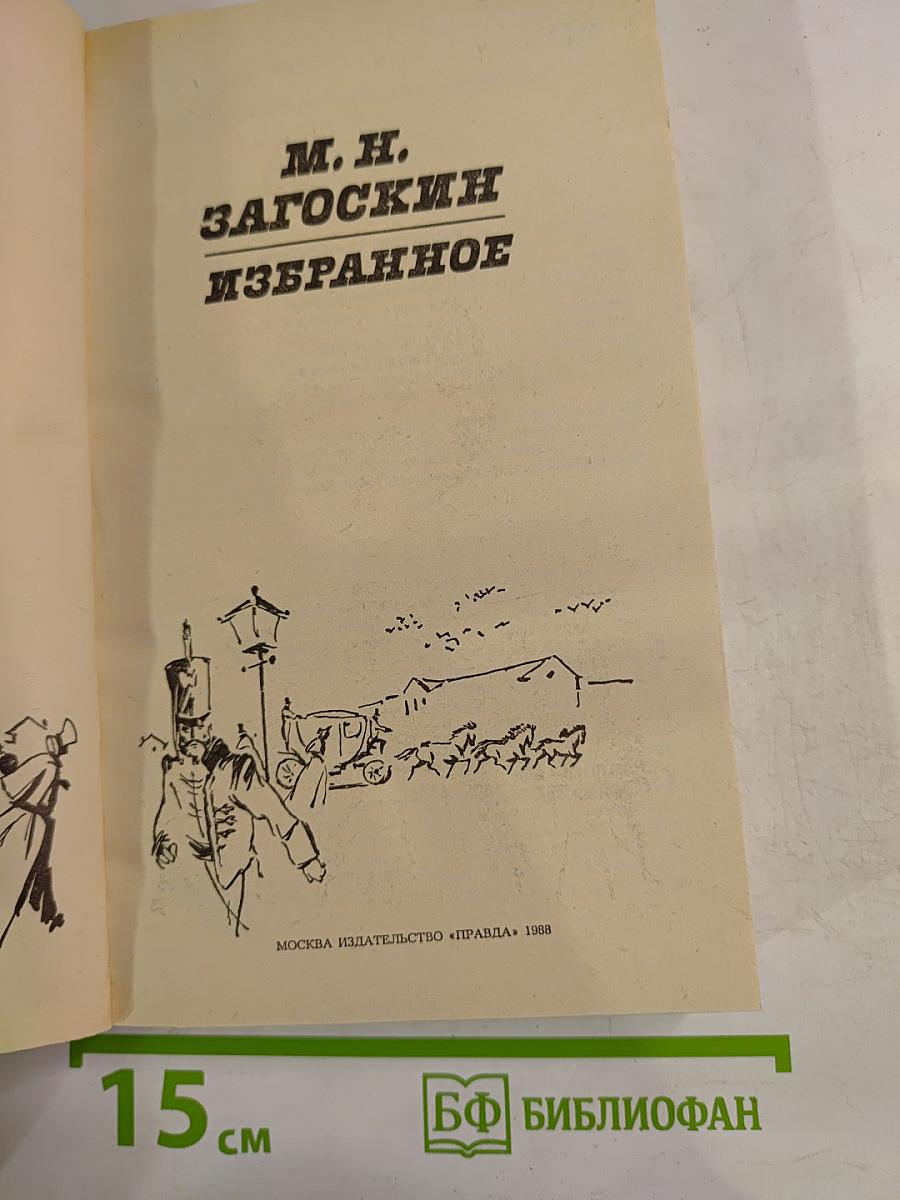 М. Н.
ЗАГОСКИН
ИЗБРАННОЕ
МОСКВА ИЗДАТЕЛЬСТВО «ПРАВДА» 1988
15 см
БФ БИБЛИОФАН